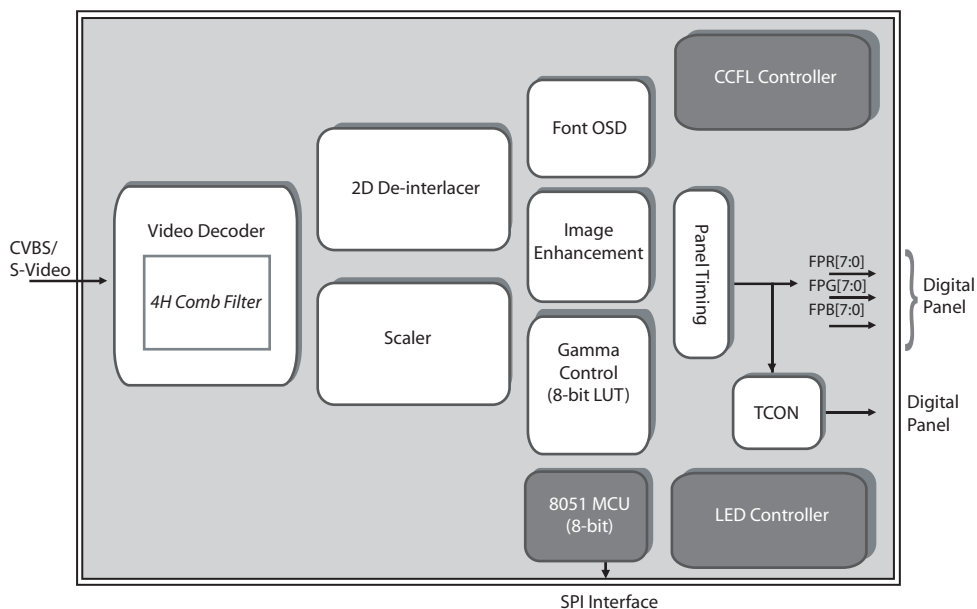 CCFL Controller
Font OSD
2D De-interlacer
Video Decoder
4H Comb Filter
CVBS/
S-Video
Image
Enhancement
Panel Timing
FPR[7:0]
FPG[7:0]
FPB[7:0]
Digital
Panel
Scaler
Gamma
Control
(8-bit LUT)
TCON
Digital
Panel
8051 MCU
(8-bit)
LED Controller
SPI Interface